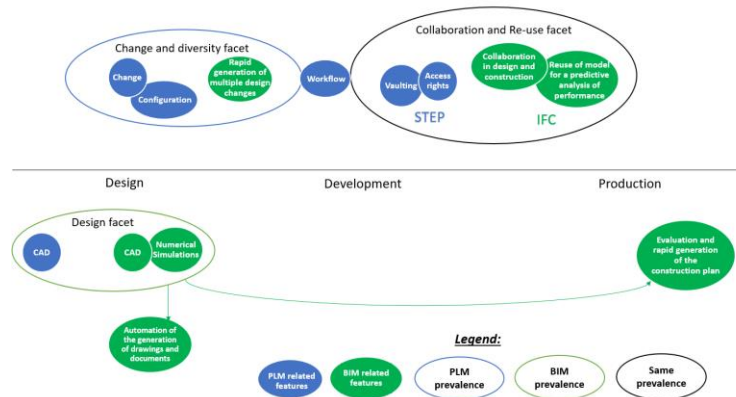 Change and diversity facet
Change
Configuration
Rapid
generation of
multiple design
changes
Workflow
Collaboration and Re-use facet
Vaulting
Access
rights
STEP
Collaboration
in design and
construction
Reuse of model
for a predictive
analysis of
performance
IFC
Design
Development
Production
Design facet
CAD
CAD
Numerical
Simulations
Evaluation and
rapid generation
of the
construction plan
Automation of
the generation
of drawings and
documents
Legend:
PLM related
features
BIM related
features
PLM
prevalence
BIM
prevalence
Same
prevalence